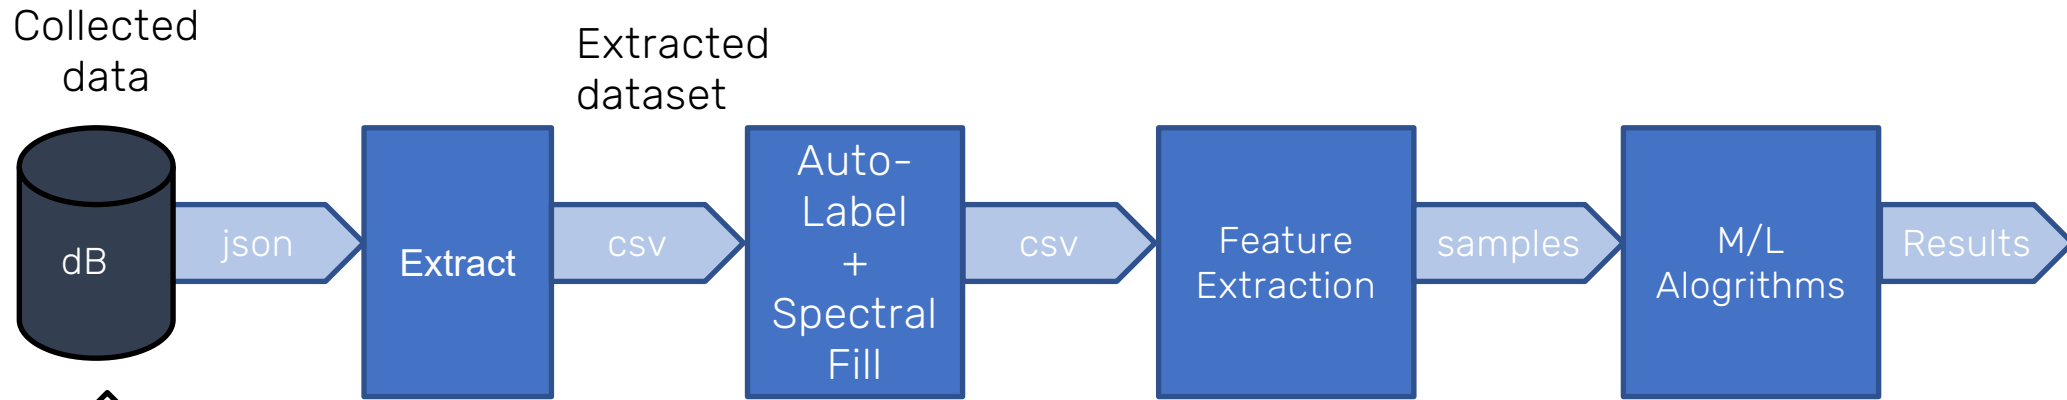 Collected
data
Extracted
dataset
dB
json
Extract
csv
Auto-
Label
+
Spectral
Fill
csv
Feature
Extraction
samples
M/L
Alogrithms
Results